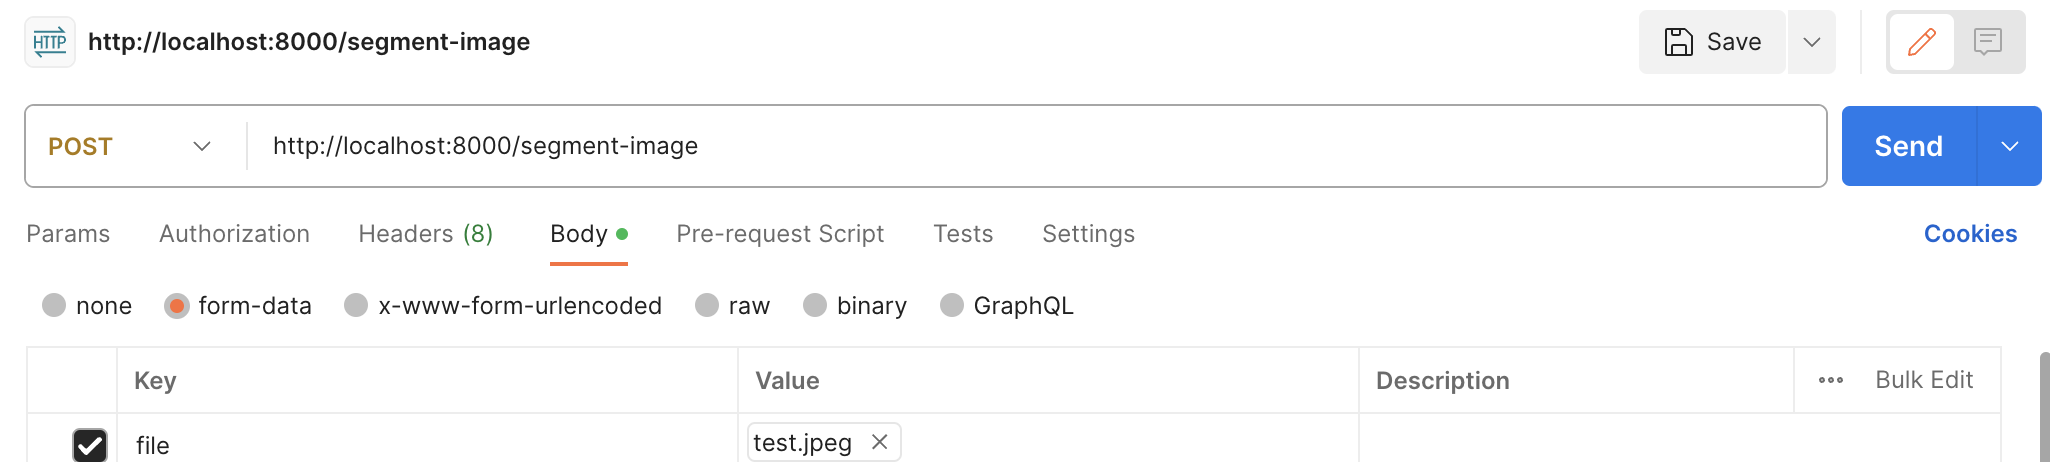 HTTP http://localhost:8000/segment-image Save
POST http://localhost:8000/segment-image Send
Params Authorization Headers (8) Body Pre-request Script Tests Settings Cookies
none form-data x-www-form-urlencoded raw binary GraphQL
Key Value Description Bulk Edit
file test.jpeg